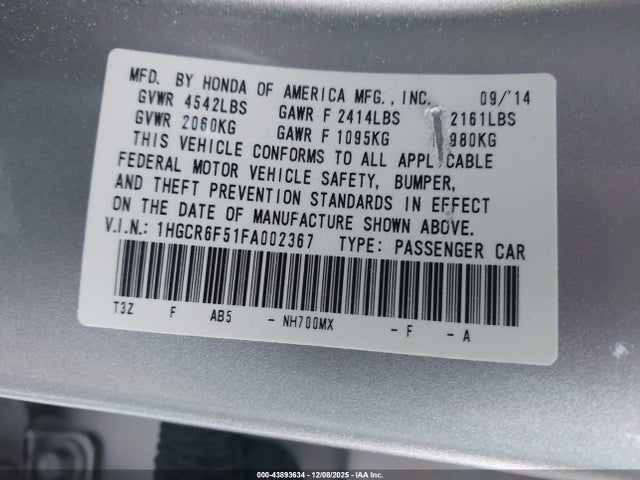 MFD. BY HONDA OF AMERICA MFG., INC. 09/'14
GVWR 4542LBS GAWR F 2414LBS 2161LBS
GVWR 2060KG GAWR F 1095KG 980KG
THIS VEHICLE CONFORMS TO ALL APPLICABLE
FEDERAL MOTOR VEHICLE SAFETY, BUMPER,
AND THEFT PREVENTION STANDARDS IN EFFECT
ON THE DATE OF MANUFACTURE SHOWN ABOVE.
V.I.N.: 1HGCR6F51FA002367 TYPE: PASSENGER CAR
T3Z F AB5 - NH700MX - F - A
000-43893634 - 12/08/2025 - IAA Inc.